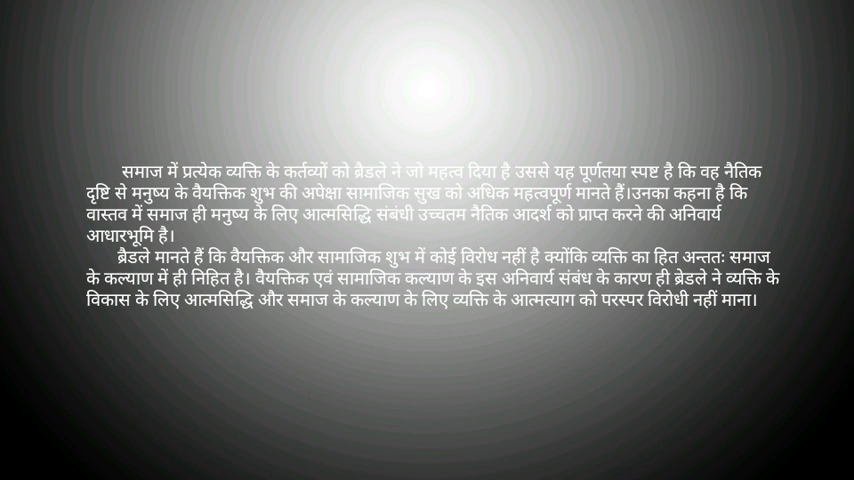 समाज में प्रत्येक व्यक्ति के कर्तव्यों को ब्रैडले ने जो महत्व दिया है उससे यह पूर्णतया स्पष्ट है कि वह नैतिक
दृष्टि से मनुष्य के वैयक्तिक शुभ की अपेक्षा सामाजिक सुख को अधिक महत्वपूर्ण मानते हैं।उनका कहना है कि
वास्तव में समाज ही मनुष्य के लिए आत्मसिद्धि संबंधी उच्चतम नैतिक आदर्श को प्राप्त करने की अनिवार्य
आधारभूमि है।
ब्रैडले मानते हैं कि वैयक्तिक और सामाजिक शुभ में कोई विरोध नहीं है क्योंकि व्यक्ति का हित अन्ततः समाज
के कल्याण में ही निहित है। वैयक्तिक एवं सामाजिक कल्याण के इस अनिवार्य संबंध के कारण ही ब्रेडले ने व्यक्ति के
विकास के लिए आत्मसिद्धि और समाज के कल्याण के लिए व्यक्ति के आत्मत्याग को परस्पर विरोधी नहीं माना।